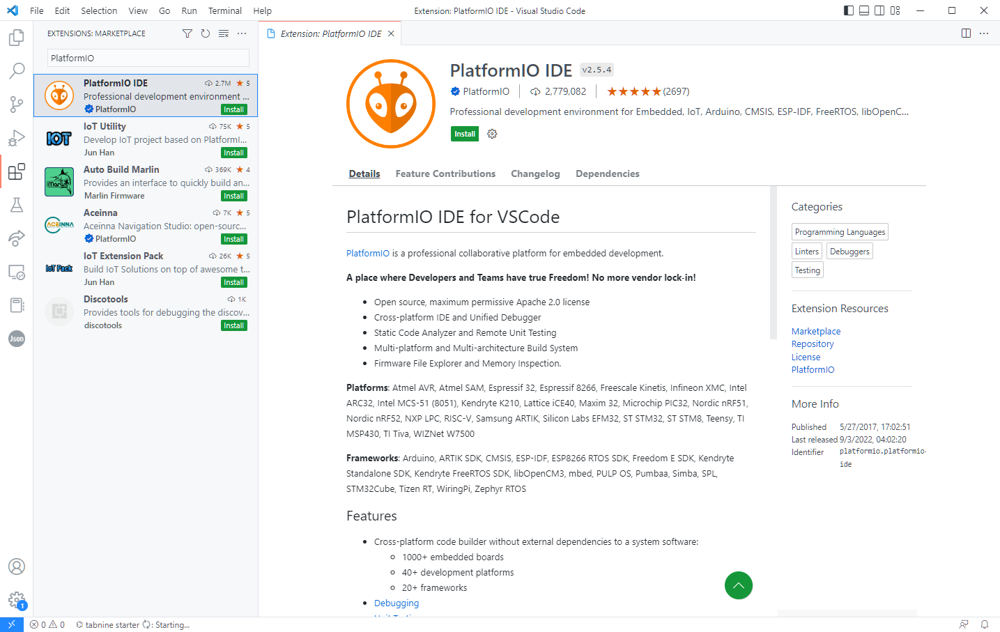 File Edit Selection View Go Run Terminal Help
Extension: PlatformIO IDE - Visual Studio Code
EXTENSIONS: MARKETPLACE
PlatformIO
PlatformIO IDE 2.7M 5
Professional development environment ...
PlatformIO Install
IoT Utility 75K 5
Develop IoT project based on PlatformI...
Jun Han Install
IOT
Auto Build Marlin 369K 4
Provides an interface to quickly build an...
Marlin Firmware Install
Marlin
Aceinna 7K 5
Aceinna Navigation Studio: open-sourc...
PlatformIO Install
ACEINNA
IoT Extension Pack 26K 5
Build IoT Solutions on top of awesome t...
Jun Han Install
IoT Pack
Discotools 1K
Provides tools for debugging the discov...
discotools Install
Json
1
Extension: PlatformIO IDE
PlatformIO IDE v2.5.4
PlatformIO 2,779,082 (2697)
Professional development environment for Embedded, IoT, Arduino, CMSIS, ESP-IDF, FreeRTOS, libOpenC...
Install
Details Feature Contributions Changelog Dependencies
PlatformIO IDE for VSCode
PlatformIO is a professional collaborative platform for embedded development.
A place where Developers and Teams have true Freedom! No more vendor lock-in!
• Open source, maximum permissive Apache 2.0 license
• Cross-platform IDE and Unified Debugger
• Static Code Analyzer and Remote Unit Testing
• Multi-platform and Multi-architecture Build System
• Firmware File Explorer and Memory Inspection.
Platforms: Atmel AVR, Atmel SAM, Espressif 32, Espressif 8266, Freescale Kinetis, Infineon XMC, Intel
ARC32, Intel MCS-51 (8051), Kendryte K210, Lattice iCE40, Maxim 32, Microchip PIC32, Nordic nRF51,
Nordic nRF52, NXP LPC, RISC-V, Samsung ARTIK, Silicon Labs EFM32, ST STM32, ST STM8, Teensy, TI
MSP430, TI Tiva, WIZNet W7500
Frameworks: Arduino, ARTIK SDK, CMSIS, ESP-IDF, ESP8266 RTOS SDK, Freedom E SDK, Kendryte
Standalone SDK, Kendryte FreeRTOS SDK, libOpenCM3, mbed, PULP OS, Pumbaa, Simba, SPL,
STM32Cube, Tizen RT, WiringPi, Zephyr RTOS
Features
• Cross-platform code builder without external dependencies to a system software:
1000+ embedded boards
40+ development platforms
20+ frameworks
• Debugging
Categories
Programming Languages
Linters Debuggers
Testing
Extension Resources
Marketplace
Repository
License
PlatformIO
More Info
Published 5/27/2017, 17:02:51
Last released 9/3/2022, 04:02:20
Identifier platformio.platformio-
ide
0 0 tabnine starter : Starting...